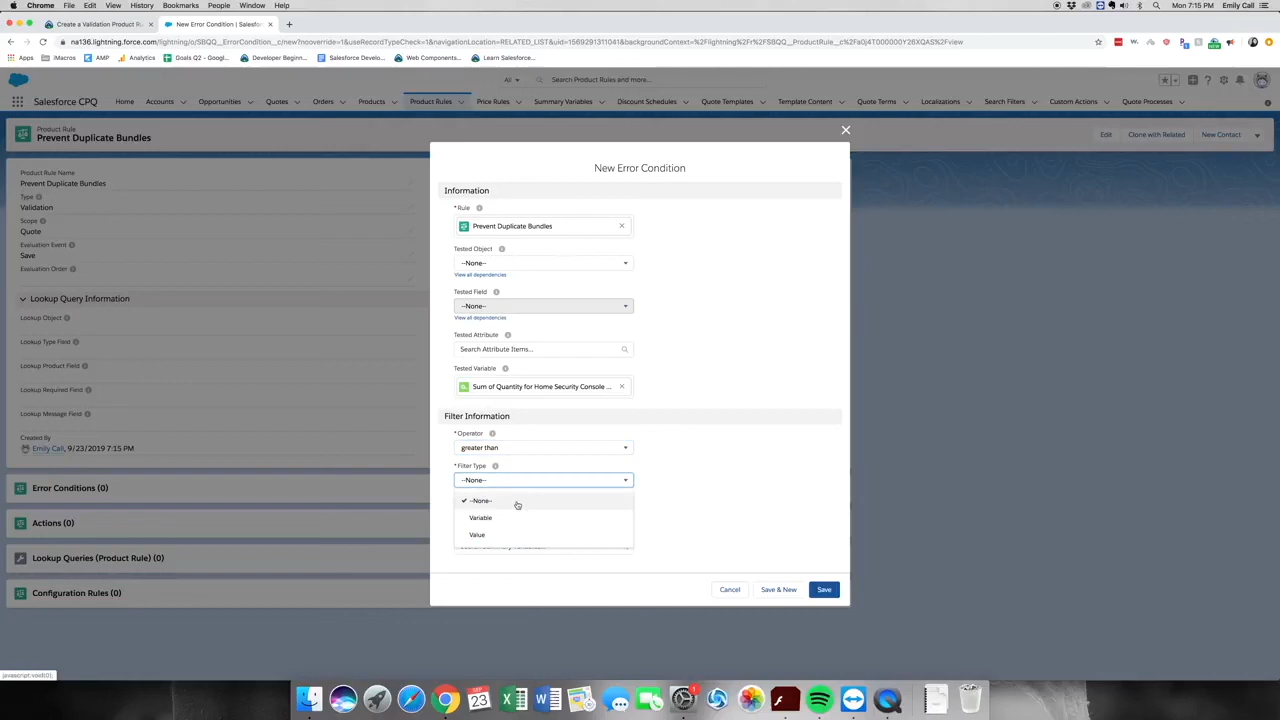 Chrome File Edit View History Bookmarks People Window Help Mon 7:15 PM Emily Call
Create a Validation Product R New Error Condition | Salesforce
na136.lightning.force.com/lightning/o/SBQQ__ErrorCondition__c/new?nooverride=1&useRecordTypeCheck=1&navigationLocation=RELATED_LIST&uid=1569291311041&backgroundContext=%2Flightning%2Fr%2FSBQQ__ProductRule__c%2Fa0J4T000000Y26XQAS%2Fview
Apps iMacros AMP Analytics Goals Q2 - Googl... Developer Beginn... Salesforce Develo... Web Components... Learn Salesforce...
All Search Product Rules and more...
Salesforce CPQ Home Accounts Opportunities Quotes Orders Products Product Rules Price Rules Summary Variables Discount Schedules Quote Templates Template Content Quote Terms Localizations Search Filters Custom Actions Quote Processes
Product Rule
Prevent Duplicate Bundles
Edit Clone with Related New Contact
Product Rule Name
Prevent Duplicate Bundles
Type
Validation
Scope
Quote
Evaluation Event
Save
Evaluation Order
Lookup Query Information
Lookup Object
Lookup Type Field
Lookup Product Field
Lookup Required Field
Lookup Message Field
Created By
Emily Call, 9/23/2019 7:15 PM
Error Conditions (0)
Actions (0)
Lookup Queries (Product Rule) (0)
Configuration Rules (0)
New Error Condition
Information
*Rule
Prevent Duplicate Bundles
Tested Object
--None--
View all dependencies
Tested Field
--None--
View all dependencies
Tested Attribute
Search Attribute Items...
Tested Variable
Sum of Quantity for Home Security Console ...
Filter Information
*Operator
greater than
*Filter Type
--None--
--None--
Variable
Value
Cancel Save & New Save
javascript:void(0);
SEP
23
1